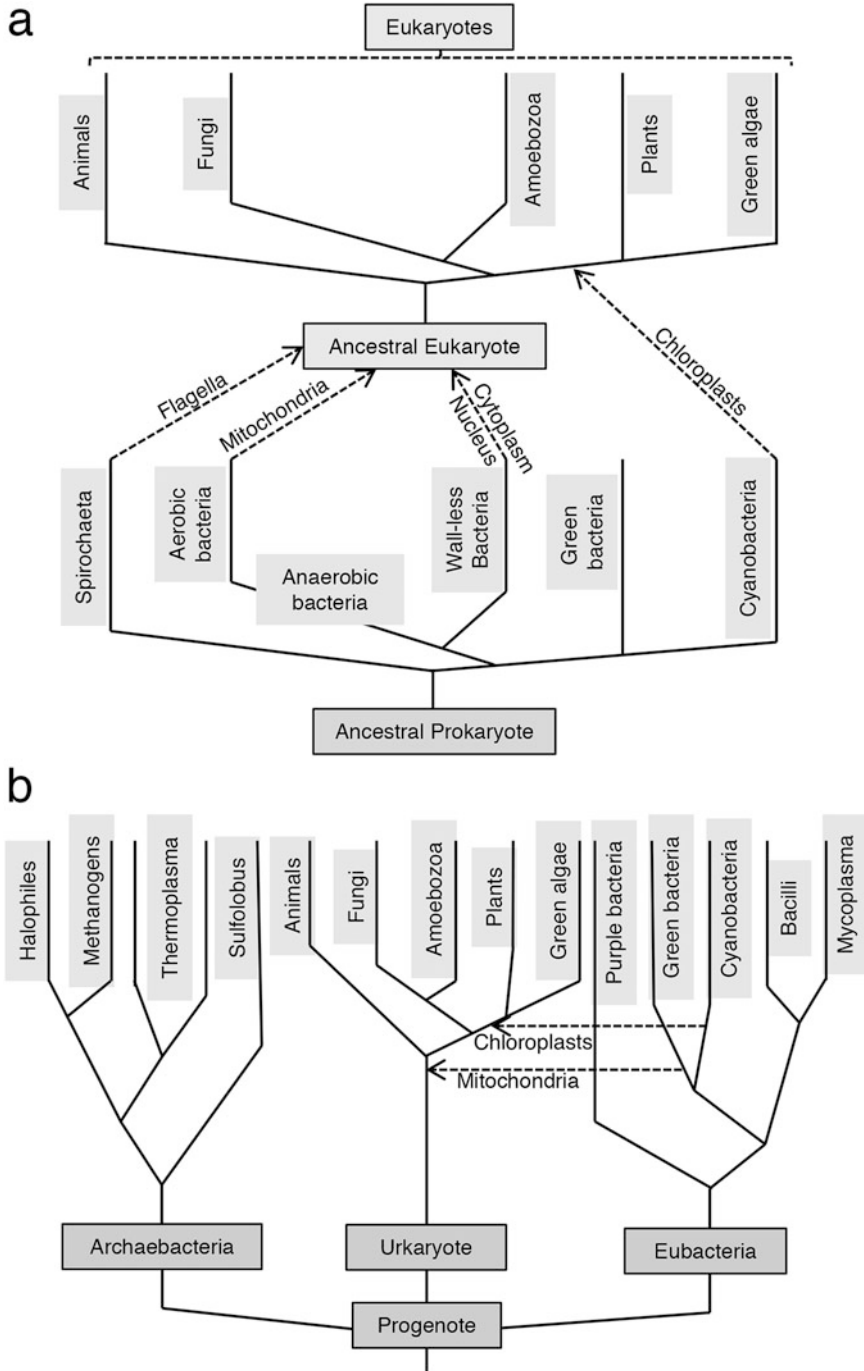 a
Eukaryotes
Animals
Fungi
Amoebozoa
Plants
Green algae
Ancestral Eukaryote
Flagella
Mitochondria
Cytoplasm
Nucleus
Chloroplasts
Spirochaeta
Aerobic
bacteria
Anaerobic
bacteria
Wall-less
Bacteria
Green
bacteria
Cyanobacteria
Ancestral Prokaryote
b
Halophiles
Methanogens
Thermoplasma
Sulfolobus
Animals
Fungi
Amoebozoa
Plants
Green algae
Purple bacteria
Green bacteria
Cyanobacteria
Bacilli
Mycoplasma
Chloroplasts
Mitochondria
Archaebacteria
Urkaryote
Eubacteria
Progenote